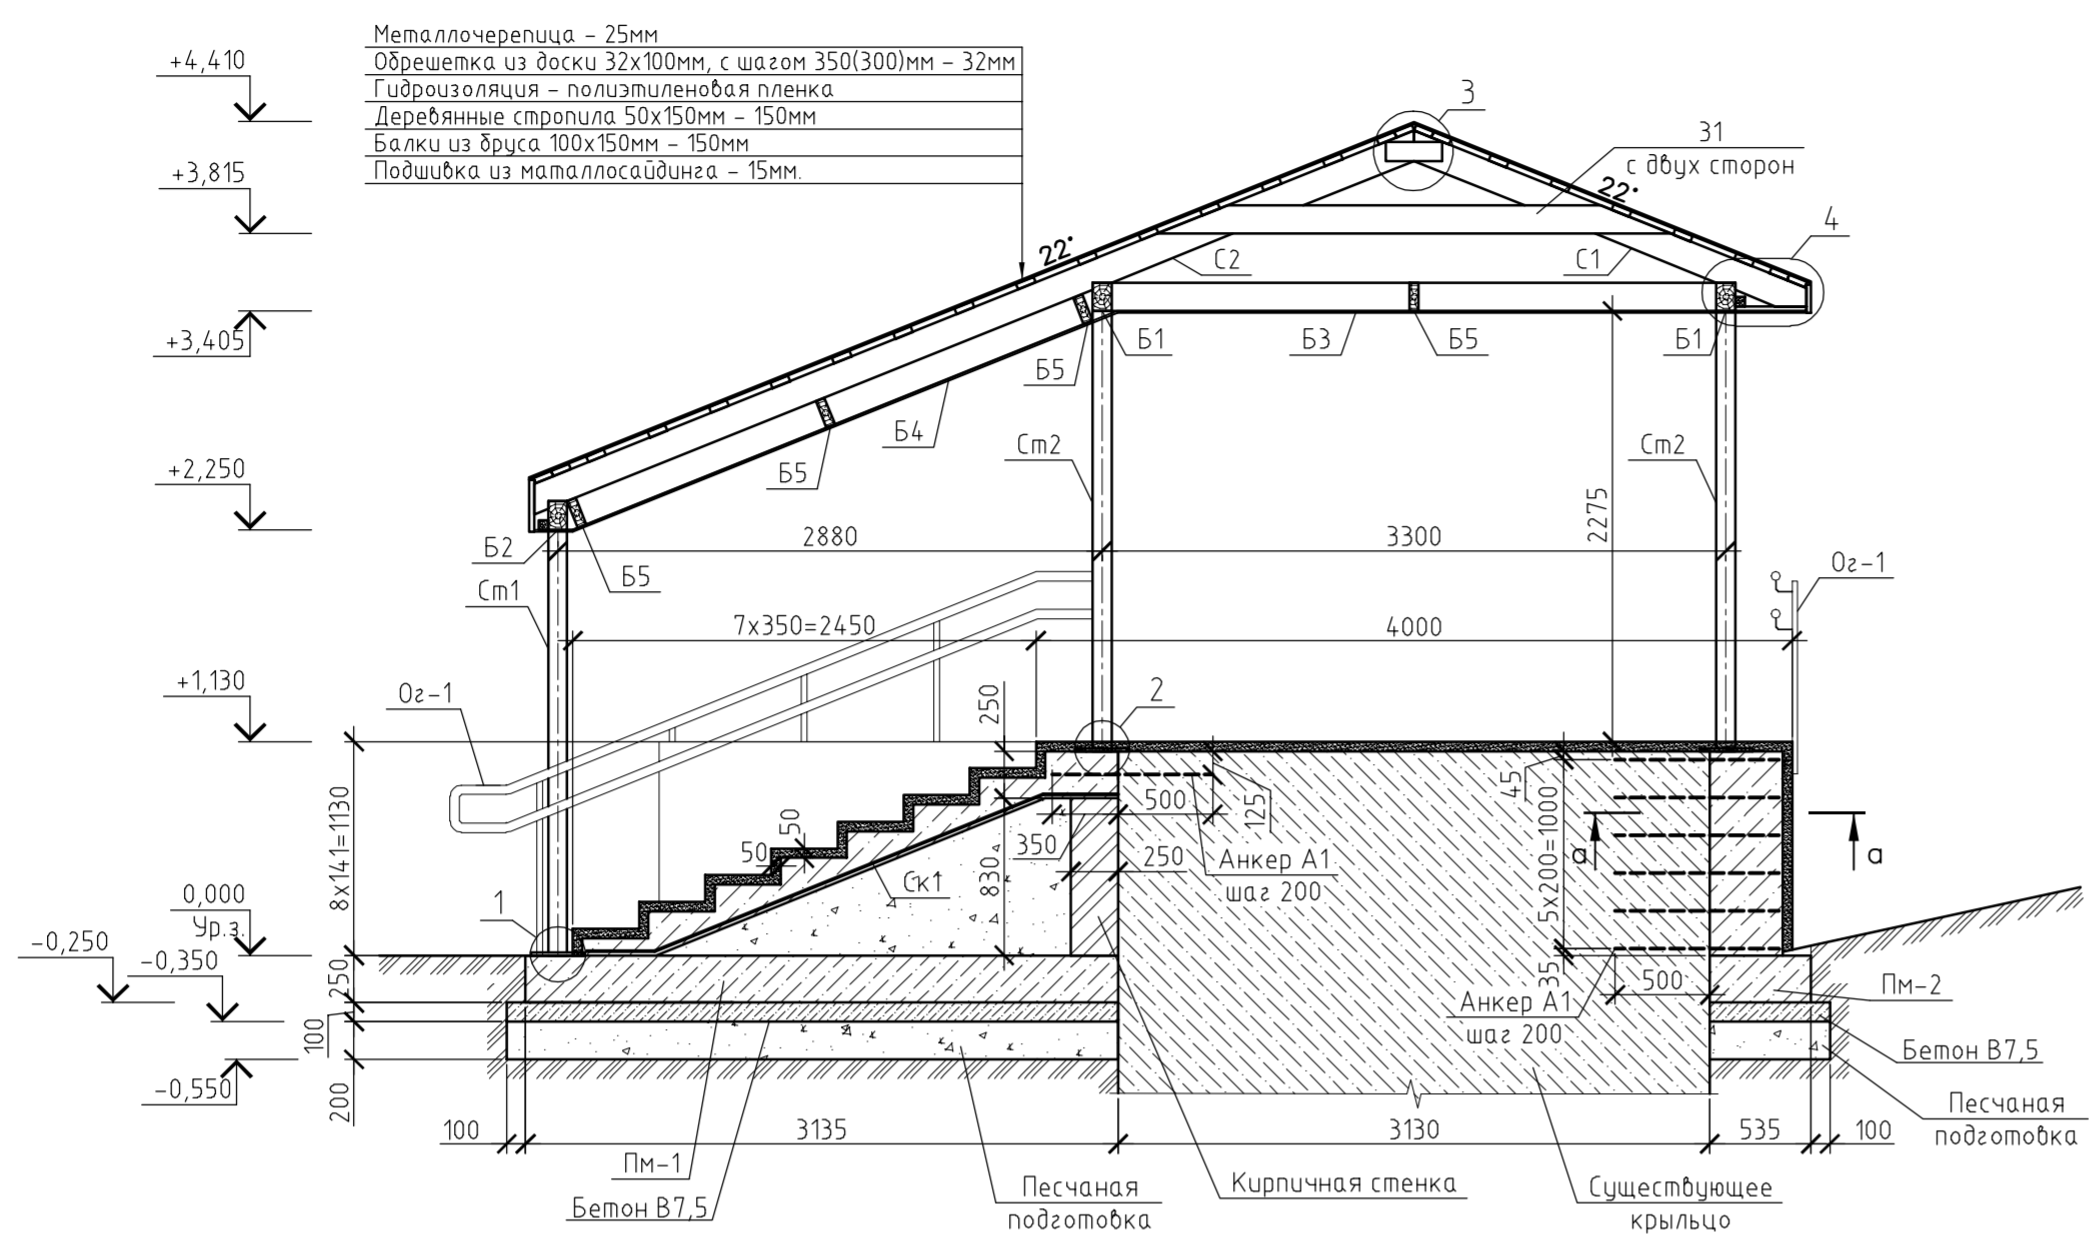 Металлочерепица – 25мм
Обрешетка из доски 32х100мм, с шагом 350(300)мм – 32мм
Гидроизоляция – полиэтиленовая пленка
Деревянные стропила 50х150мм – 150мм
Балки из бруса 100х150мм – 150мм
Подшивка из маталлосайдинга – 15мм.
+4,410
+3,815
+3,405
+2,250
+1,130
0,000
Ур.з.
-0,250
-0,350
-0,550
3
31
с двух сторон
22°
4
22°
С2
С1
Б1
Б3
Б5
Б1
Б5
Б4
Б5
Ст2
Ст2
2275
2880
3300
Б2
Б5
Ст1
Ог-1
7х350=2450
4000
Ог-1
250
2
8х141=1130
50
50
Ск1
830
350
500
125
250
Анкер А1
шаг 200
45
5х200=1000
а
а
1
35
500
Анкер А1
шаг 200
Пм-2
250
100
200
Бетон В7,5
Песчаная
подготовка
100
3135
3130
535
100
Пм-1
Бетон В7,5
Песчаная
подготовка
Кирпичная стенка
Существующее
крыльцо